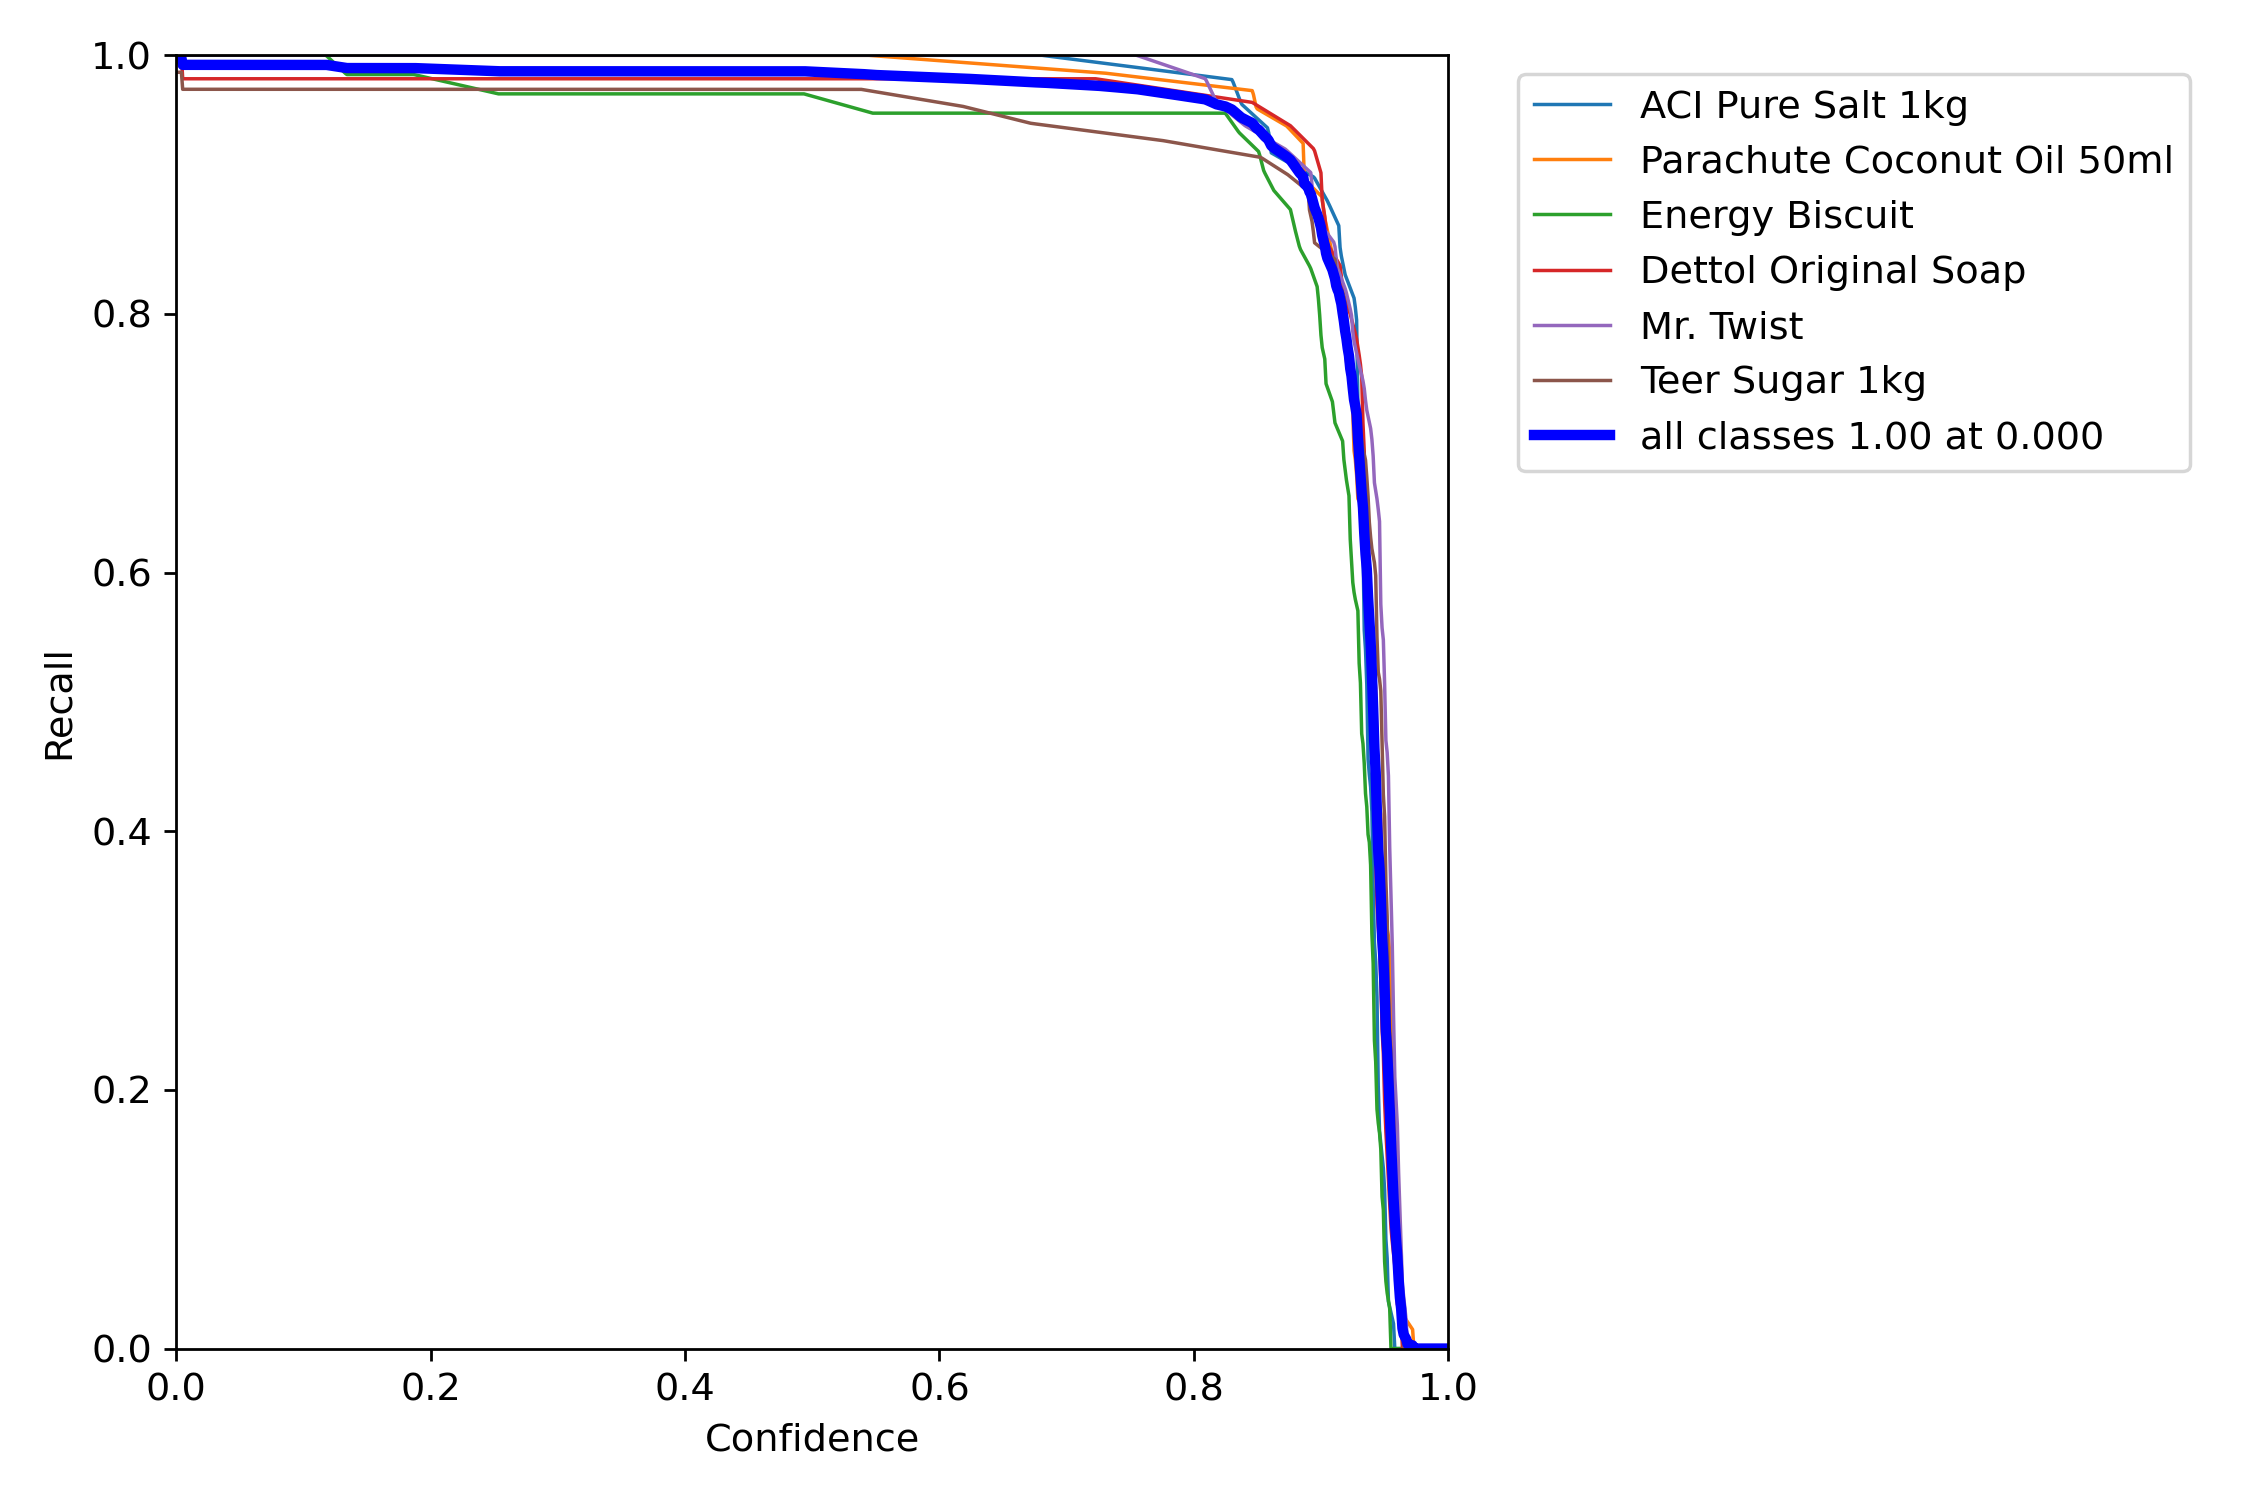 1.0
0.8
0.6
0.4
0.2
0.0
Recall
0.0 0.2 0.4 0.6 0.8 1.0
Confidence
ACI Pure Salt 1kg
Parachute Coconut Oil 50ml
Energy Biscuit
Dettol Original Soap
Mr. Twist
Teer Sugar 1kg
all classes 1.00 at 0.000